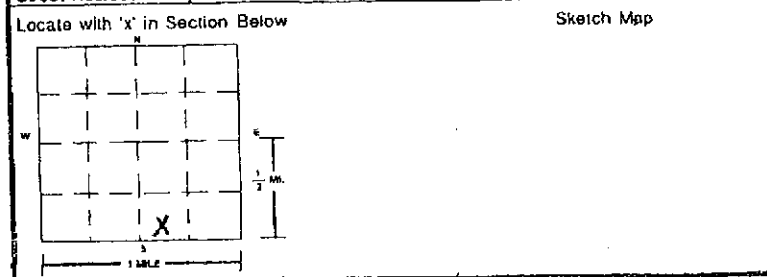 Locate with 'x' in Section Below
Sketch Map
N
W
E
1/2 MI.
X
S
1 MILE